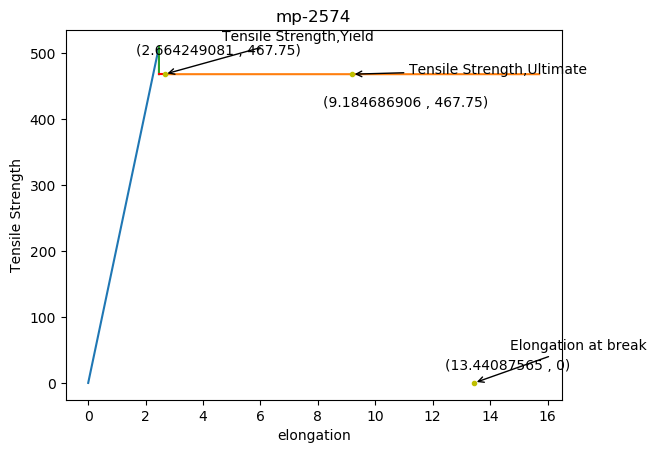 mp-2574
Tensile Strength,Yield
(2.664249081 , 467.75)
Tensile Strength,Ultimate
(9.184686906 , 467.75)
Elongation at break
(13.44087565 , 0)
Tensile Strength
500
400
300
200
100
0
0 2 4 6 8 10 12 14 16
elongation